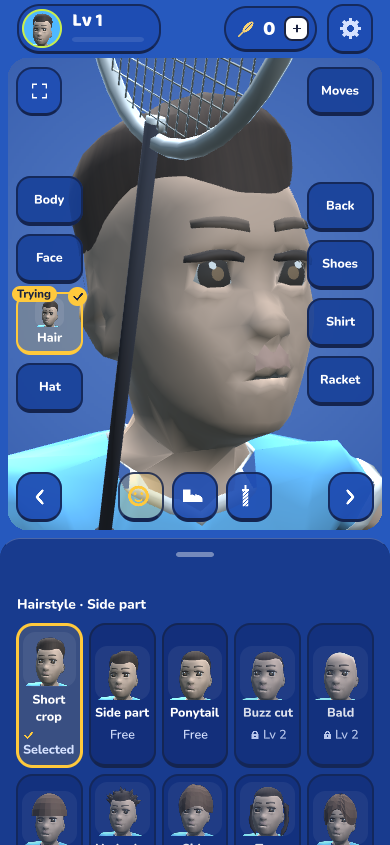 Lv 1
0
+
Moves
Body
Back
Face
Shoes
Trying
Hair
Shirt
Hat
Racket
Hairstyle · Side part
Short crop
Selected
Side part
Free
Ponytail
Free
Buzz cut
Lv 2
Bald
Lv 2